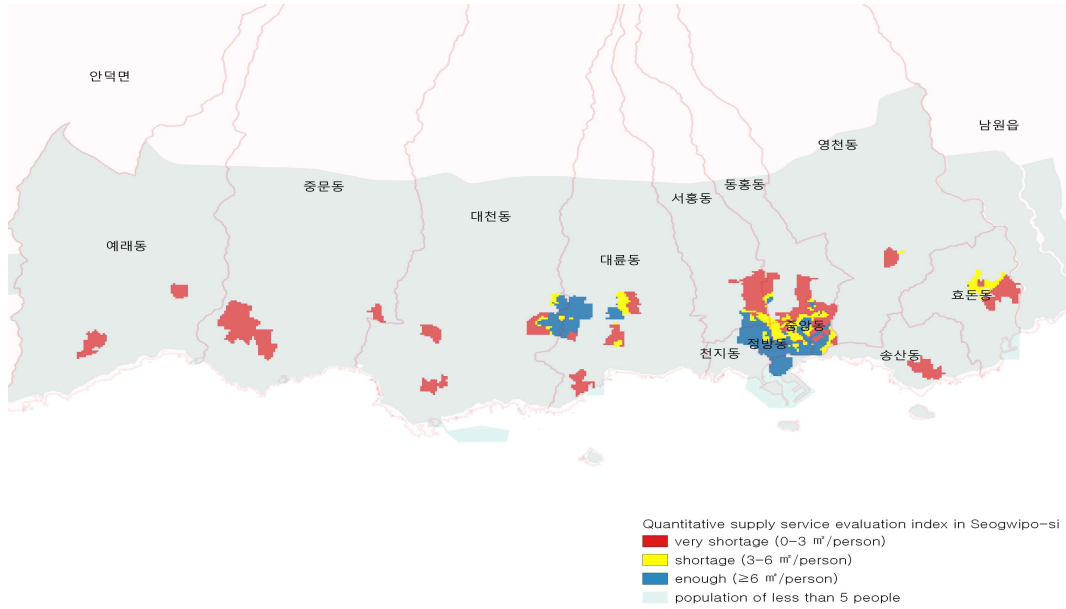 안덕면
남원읍
영천동
중문동
동홍동
서홍동
대천동
예래동
대륜동
효돈동
중앙동
정방동
천지동
송산동
Quantitative supply service evaluation index in Seogwipo-si
very shortage (0-3 ㎡/person)
shortage (3-6 ㎡/person)
enough (≥6 ㎡/person)
population of less than 5 people